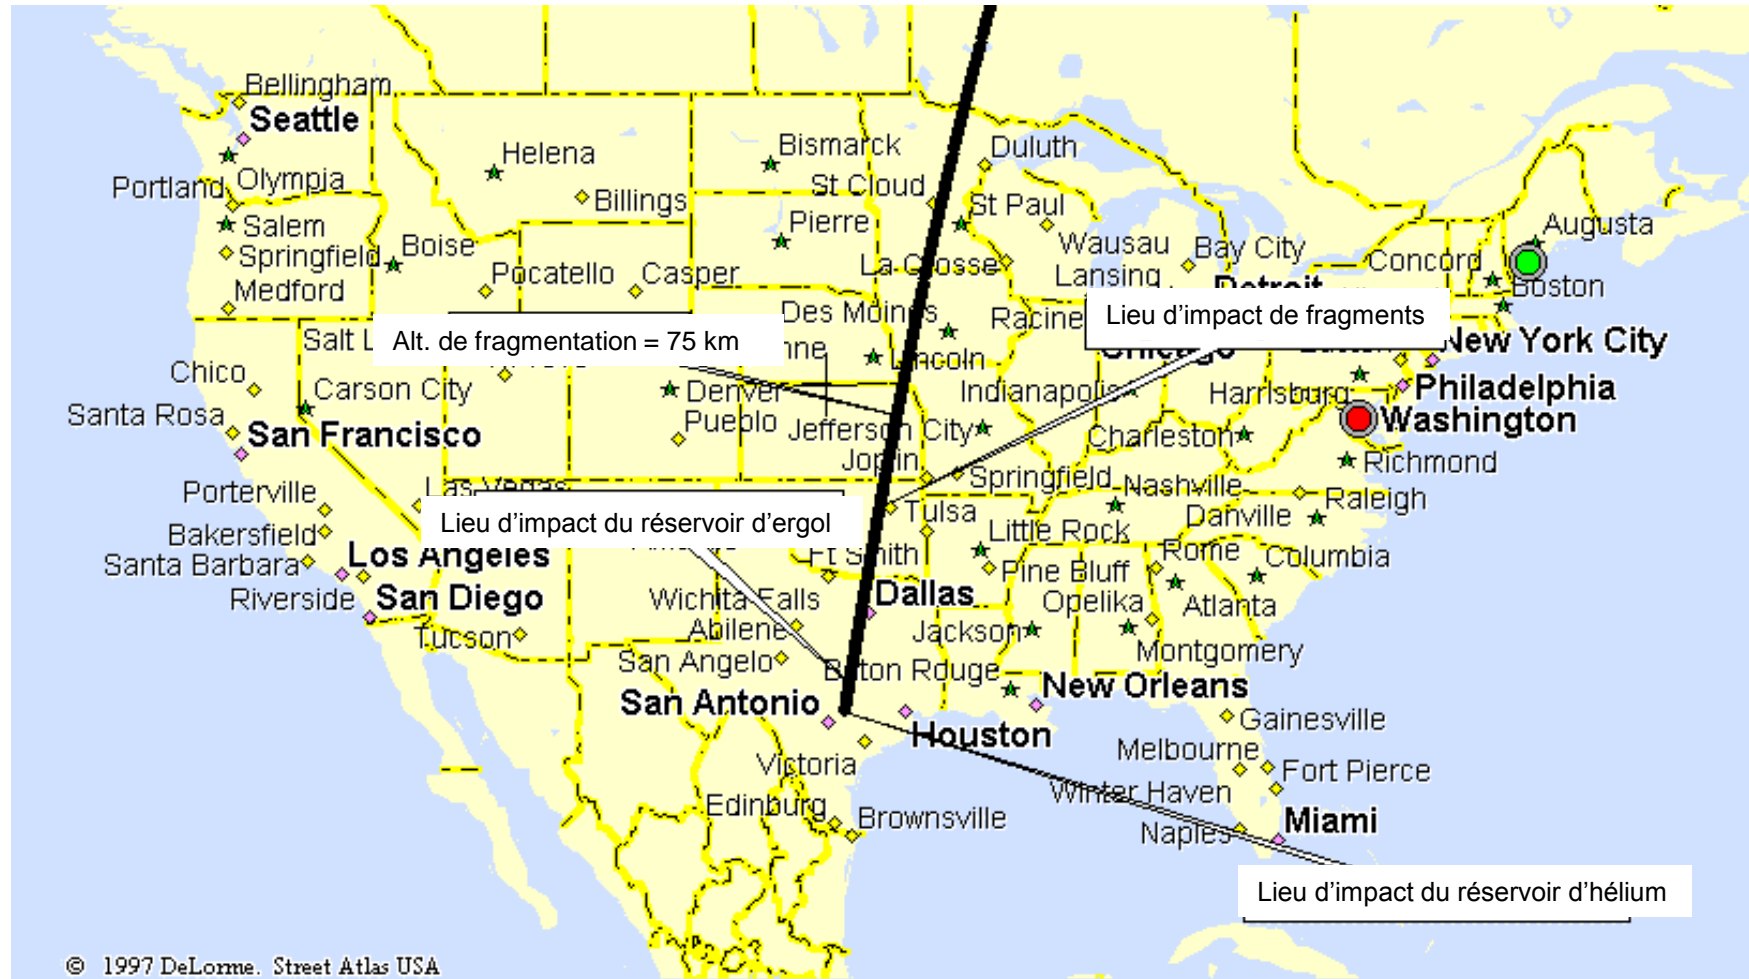 Bellingham
Seattle
Olympia
Portland
Salem
Springfield
Medford
Helena
Billings
Boise
Pocatello
Casper
Bismarck
St Cloud
Pierre
Duluth
St Paul
Wausau
La Crosse
Bay City
Lansing
Detroit
Augusta
Concord
Boston
Alt. de fragmentation = 75 km
Lieu d'impact de fragments
Salt L
nne
Des Moines
Lincoln
Racine
Chicago
New York City
Harrisburg
Philadelphia
Washington
Chico
Carson City
Santa Rosa
San Francisco
Denver
Pueblo
Indianapolis
Jefferson City
Joplin
Springfield
Charleston
Richmond
Raleigh
Nashville
Danville
Porterville
Las Vegas
Bakersfield
Santa Barbara
Los Angeles
Riverside
San Diego
Tucson
Lieu d'impact du réservoir d'ergol
Tulsa
Little Rock
Ft Smith
Pine Bluff
Rome
Columbia
Opelika
Atlanta
Wichita Falls
Dallas
Abilene
Jackson
Montgomery
San Angelo
Baton Rouge
San Antonio
New Orleans
Houston
Gainesville
Victoria
Melbourne
Fort Pierce
Winter Haven
Edinburg
Brownsville
Naples
Miami
Lieu d'impact du réservoir d'hélium
© 1997 DeLorme. Street Atlas USA